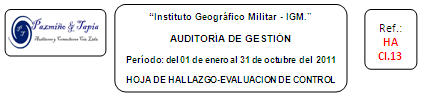 Pazmiño & Tapia
Auditores y Consultores Cía. Ltda.
“Instituto Geográfico Militar - IGM.”
AUDITORIA DE GESTIÓN
Período: del 01 de enero al 31 de octubre del 2011
HOJA DE HALLAZGO-EVALUACION DE CONTROL
Ref.:
HA
CI.13